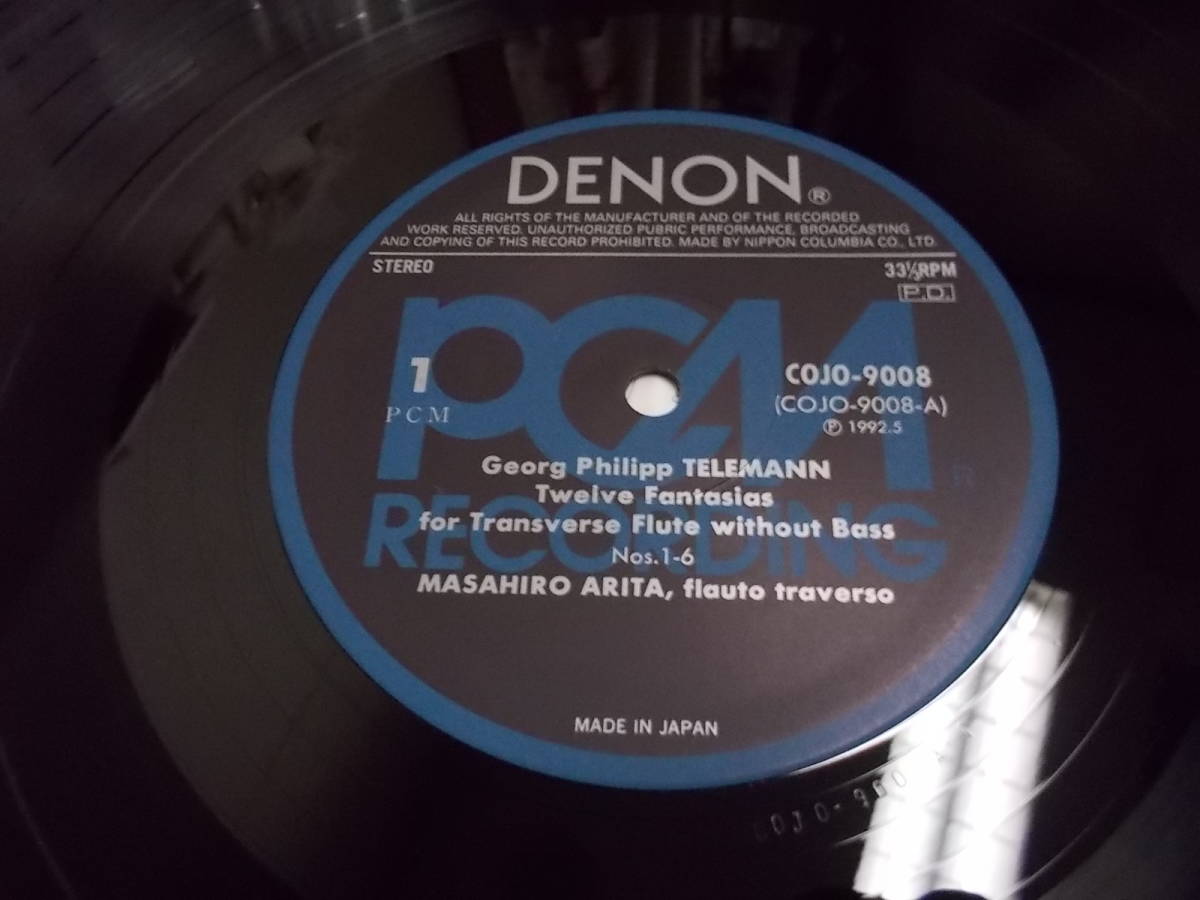 DENON®
ALL RIGHTS OF THE MANUFACTURER AND OF THE RECORDED
WORK RESERVED. UNAUTHORIZED PUBRIC PERFORMANCE, BROADCASTING
AND COPYING OF THIS RECORD PROHIBITED. MADE BY NIPPON COLUMBIA CO., LTD.
STEREO
33⅓RPM
P.D.
PCM
RECORDING
R
1
PCM
COJO-9008
(COJO-9008-A)
Ⓟ 1992.5
Georg Philipp TELEMANN
Twelve Fantasias
for Transverse Flute without Bass
Nos.1-6
MASAHIRO ARITA, flauto traverso
MADE IN JAPAN